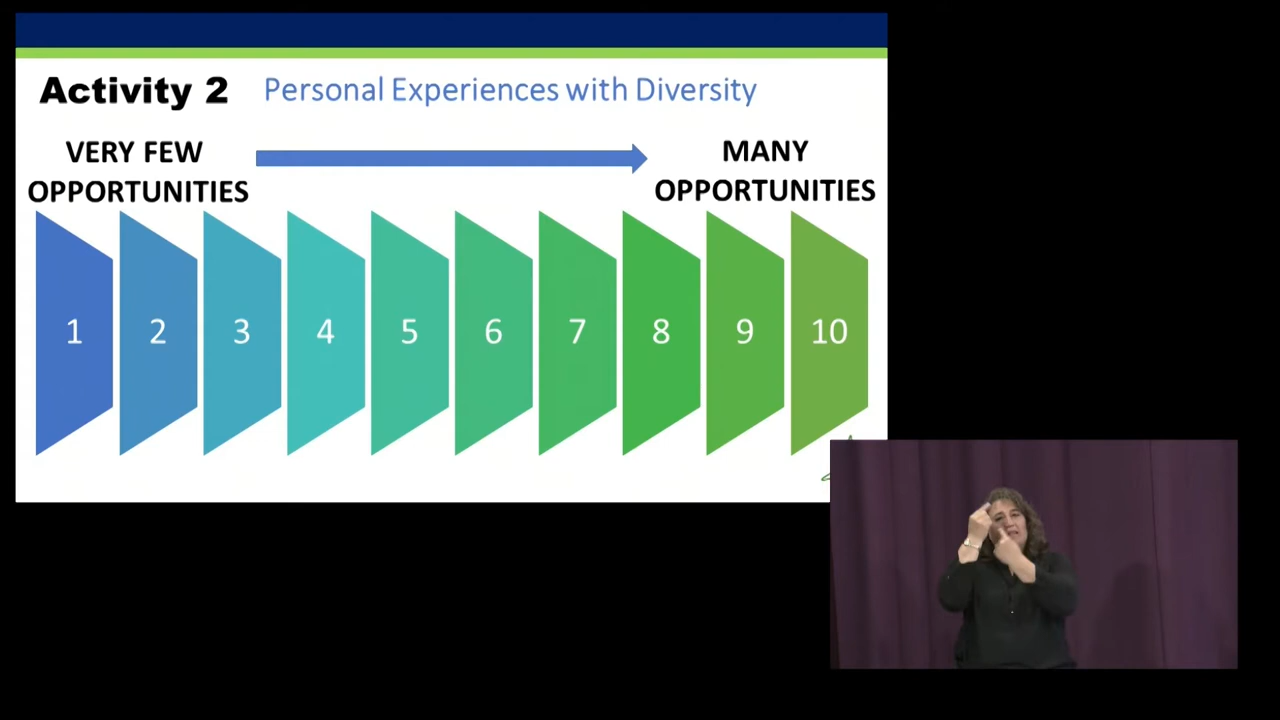 Activity 2 Personal Experiences with Diversity
VERY FEW
OPPORTUNITIES
MANY
OPPORTUNITIES
1 2 3 4 5 6 7 8 9 10